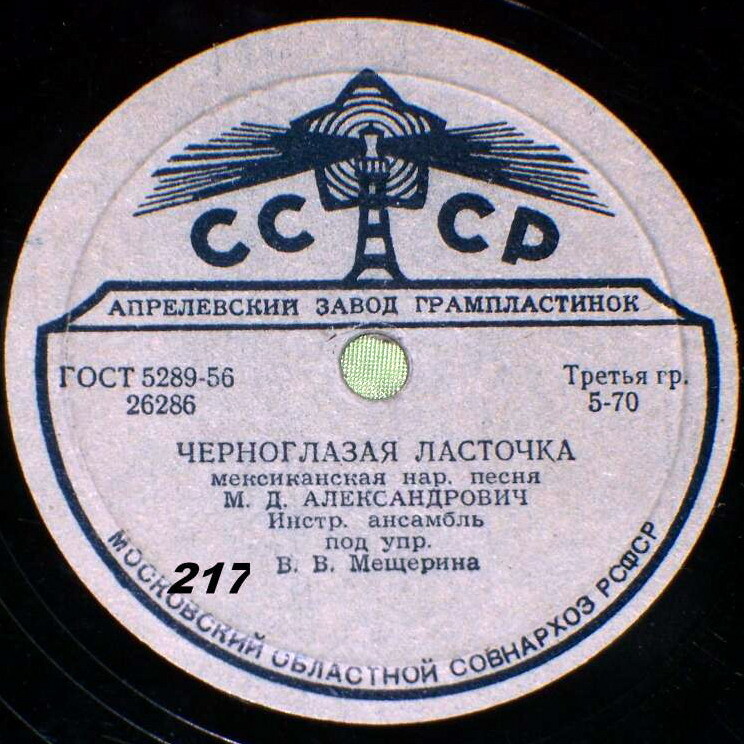 СССР
АПРЕЛЕВСКИЙ ЗАВОД ГРАМПЛАСТИНОК
ГОСТ 5289-56
26286
Третья гр.
5-70
ЧЕРНОГЛАЗАЯ ЛАСТОЧКА
мексиканская нар. песня
М. Д. АЛЕКСАНДРОВИЧ
Инстр. ансамбль
под упр.
В. В. Мещерина
217
МОСКОВСКИЙ ОБЛАСТНОЙ СОВНАРХОЗ РСФСР